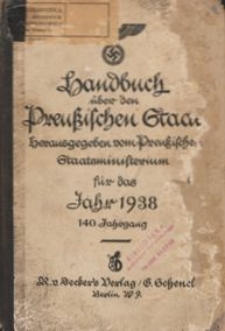 Handbuch
über den
Preußischen Staat
Herausgegeben vom Preußischen
Staatsministerium
für das
Jahr 1938
140 Jahrgang
R. v. Decker's Verlag / G. Schenck
Berlin W 9.